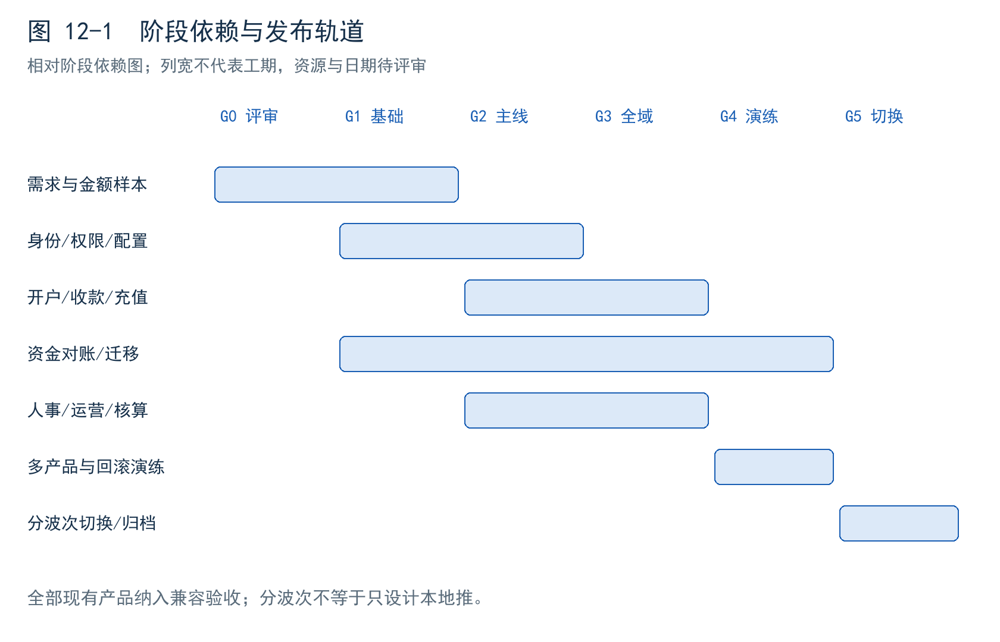 图 12-1 阶段依赖与发布轨道
相对阶段依赖图；列宽不代表工期，资源与日期待评审
G0 评审 G1 基础 G2 主线 G3 全域 G4 演练 G5 切换
需求与金额样本
身份/权限/配置
开户/收款/充值
资金对账/迁移
人事/运营/核算
多产品与回滚演练
分波次切换/归档
全部现有产品纳入兼容验收；分波次不等于只设计本地推。